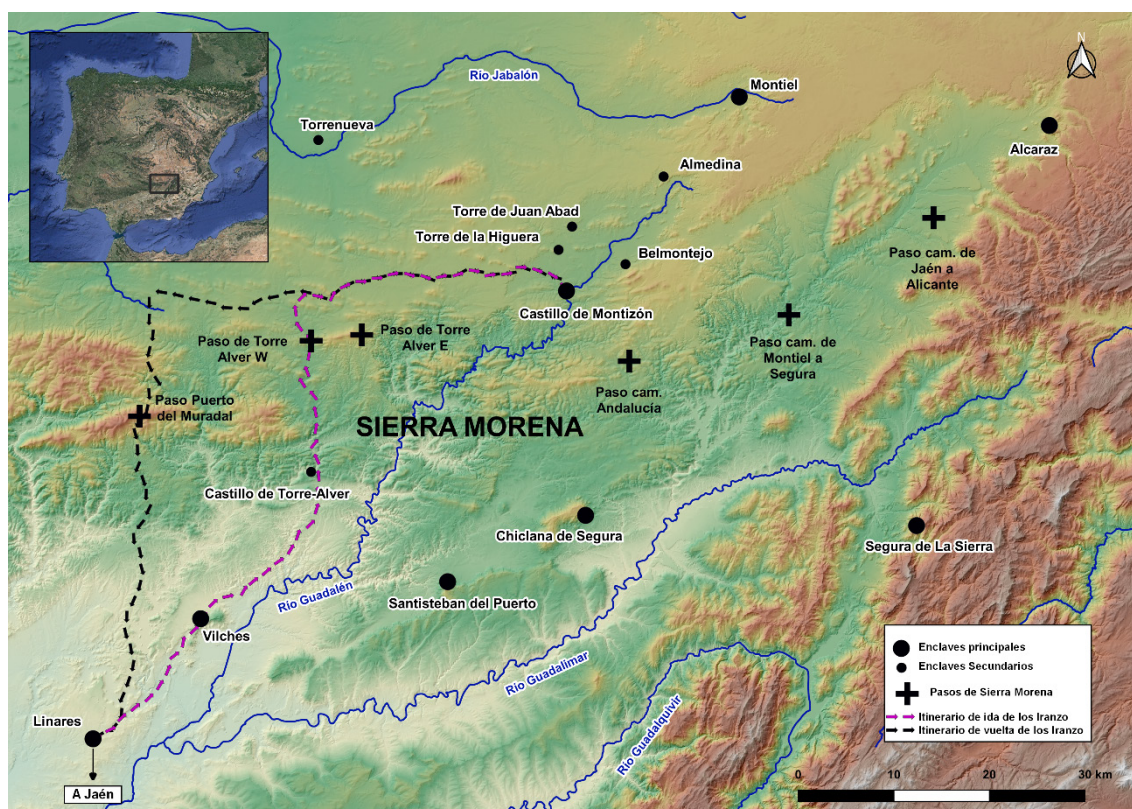 N
Río Jabalón
Montiel
Torrenueva
Alcaraz
Almedina
Torre de Juan Abad
Torre de la Higuera
Belmontejo
Paso cam. de
Jaén a
Alicante
Castillo de Montizón
Paso de Torre
Alver W
Paso de Torre
Alver E
Paso cam. de
Montiel a
Segura
Paso Puerto
del Muradal
Paso cam.
Andalucía
SIERRA MORENA
Castillo de Torre-Alver
Chiclana de Segura
Segura de La Sierra
Río Guadalén
Santisteban del Puerto
Vilches
Río Guadalimar
Río Guadalquivir
Linares
A Jaén
Enclaves principales
Enclaves Secundarios
Pasos de Sierra Morena
Itinerario de ida de los Iranzo
Itinerario de vuelta de los Iranzo
0 10 20 30 km